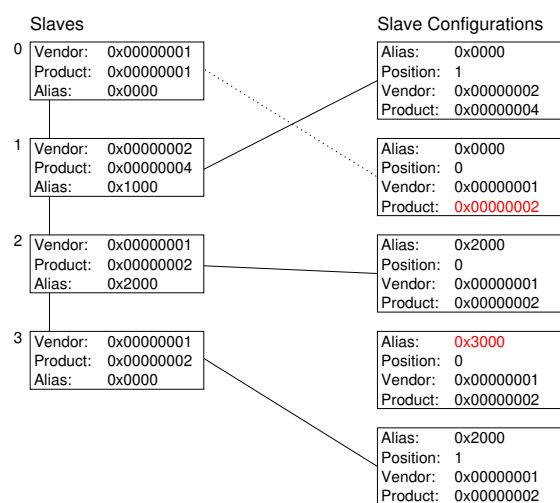 Slaves
0
Vendor: 0x00000001
Product: 0x00000001
Alias: 0x0000
1
Vendor: 0x00000002
Product: 0x00000004
Alias: 0x1000
2
Vendor: 0x00000001
Product: 0x00000002
Alias: 0x2000
3
Vendor: 0x00000001
Product: 0x00000002
Alias: 0x0000
Slave Configurations
Alias: 0x0000
Position: 1
Vendor: 0x00000002
Product: 0x00000004
Alias: 0x0000
Position: 0
Vendor: 0x00000001
Product: 0x00000002
Alias: 0x2000
Position: 0
Vendor: 0x00000001
Product: 0x00000002
Alias: 0x3000
Position: 0
Vendor: 0x00000001
Product: 0x00000002
Alias: 0x2000
Position: 1
Vendor: 0x00000001
Product: 0x00000002